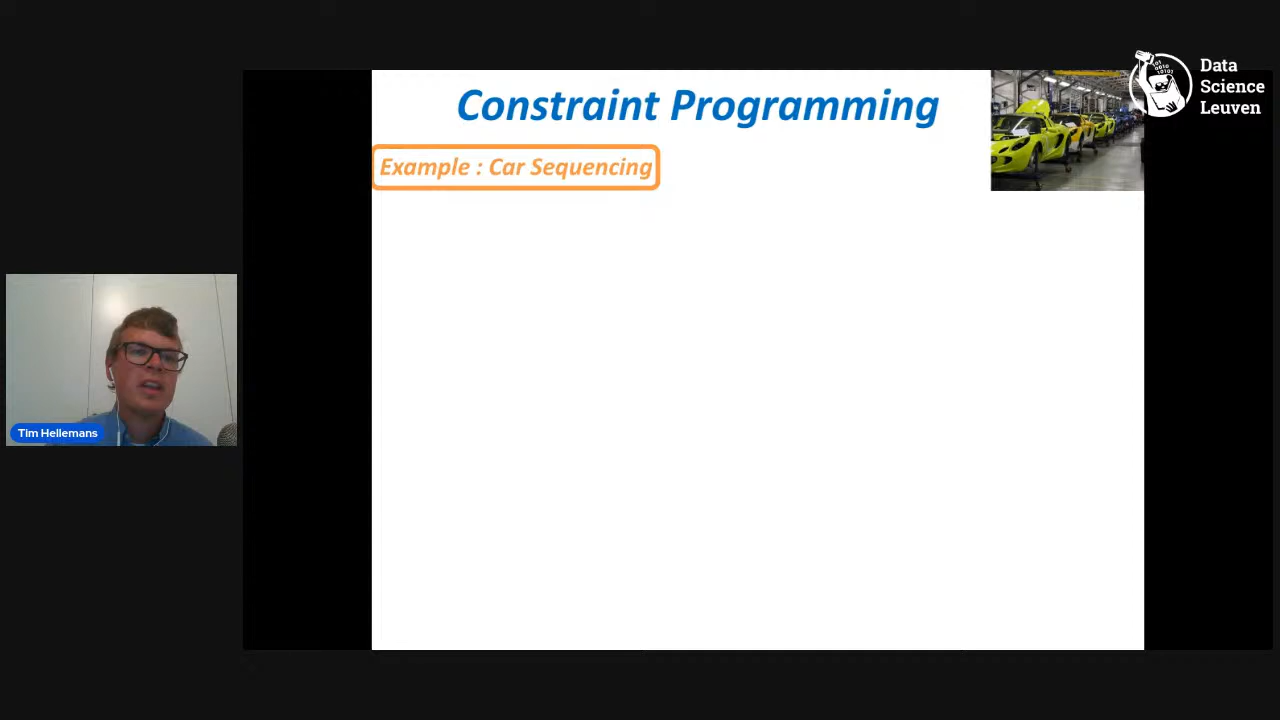 Constraint Programming
Example : Car Sequencing
Data
Science
Leuven
Tim Hellemans